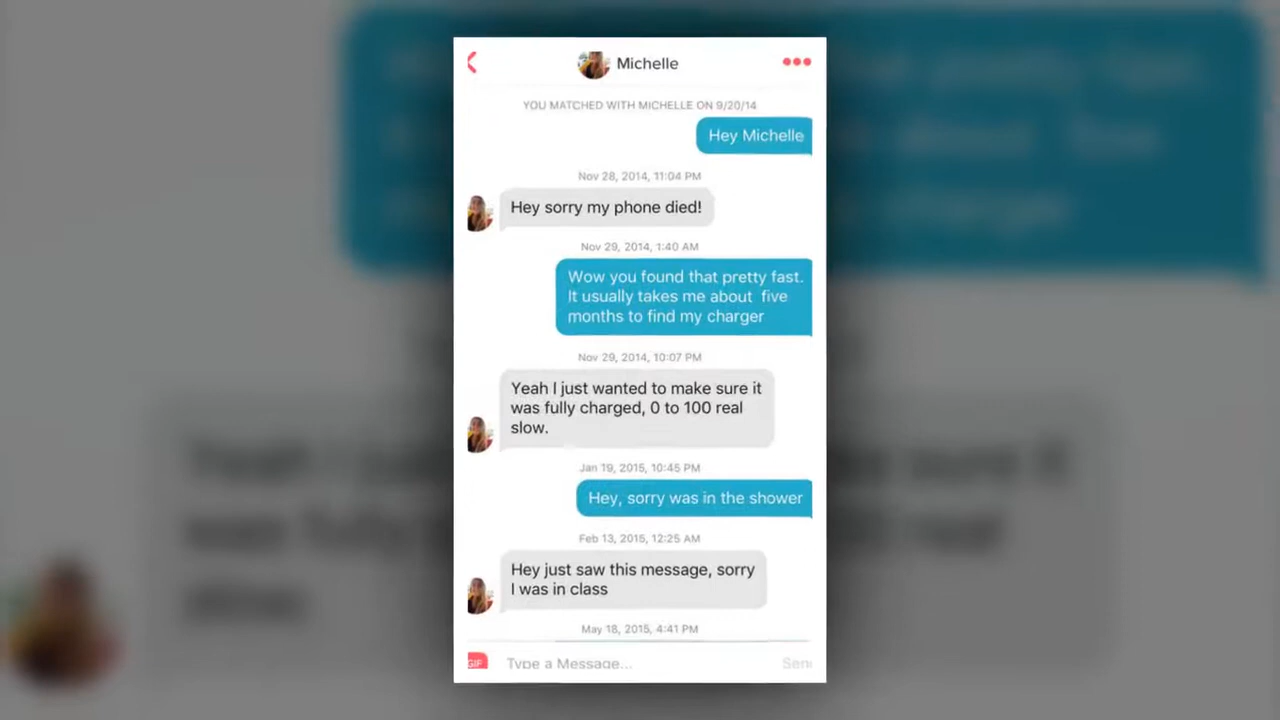 Michelle
YOU MATCHED WITH MICHELLE ON 9/20/14
Hey Michelle
Nov 28, 2014, 11:04 PM
Hey sorry my phone died!
Nov 29, 2014, 1:40 AM
Wow you found that pretty fast.
It usually takes me about five
months to find my charger
Nov 29, 2014, 10:07 PM
Yeah I just wanted to make sure it
was fully charged, 0 to 100 real
slow.
Jan 19, 2015, 10:45 PM
Hey, sorry was in the shower
Feb 13, 2015, 12:25 AM
Hey just saw this message, sorry
I was in class
May 18, 2015, 4:41 PM
GIF Type a Message... Sen